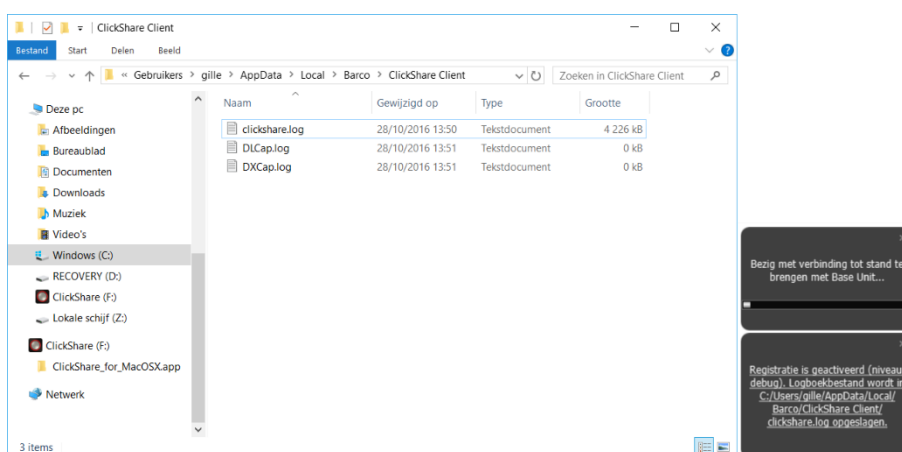 ClickShare Client
Bestand Start Delen Beeld
« Gebruikers > gille > AppData > Local > Barco > ClickShare Client
Zoeken in ClickShare Client
Naam Gewijzigd op Type Grootte
clickshare.log 28/10/2016 13:50 Tekstdocument 4 226 kB
DLCap.log 28/10/2016 13:51 Tekstdocument 0 kB
DXCap.log 28/10/2016 13:51 Tekstdocument 0 kB
Deze pc
Afbeeldingen
Bureaublad
Documenten
Downloads
Muziek
Video's
Windows (C:)
RECOVERY (D:)
ClickShare (F:)
Lokale schijf (Z:)
ClickShare (F:)
ClickShare_for_MacOSX.app
Netwerk
3 items
Bezig met verbinding tot stand te
brengen met Base Unit...
Registratie is geactiveerd (niveau
debug). Logboekbestand wordt in
C:/Users/gille/AppData/Local/
Barco/ClickShare Client/
clickshare.log opgeslagen.